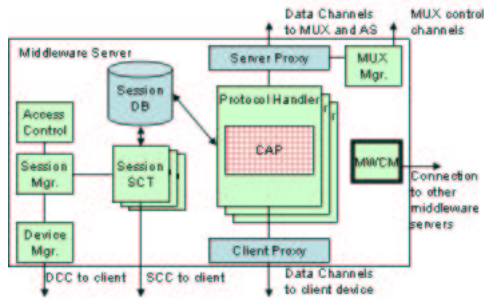 Data Channels
to MUX and AS
MUX control
channels
Middleware Server
Server Proxy
MUX
Mgr.
Session
DB
Protocol Handler
r
r
Access
Control
CAP
Session
Mgr.
Session
SCT
MWCM
Connection
to other
middleware
servers
Device
Mgr.
Client Proxy
DCC to client
SCC to client
Data Channels
to client device